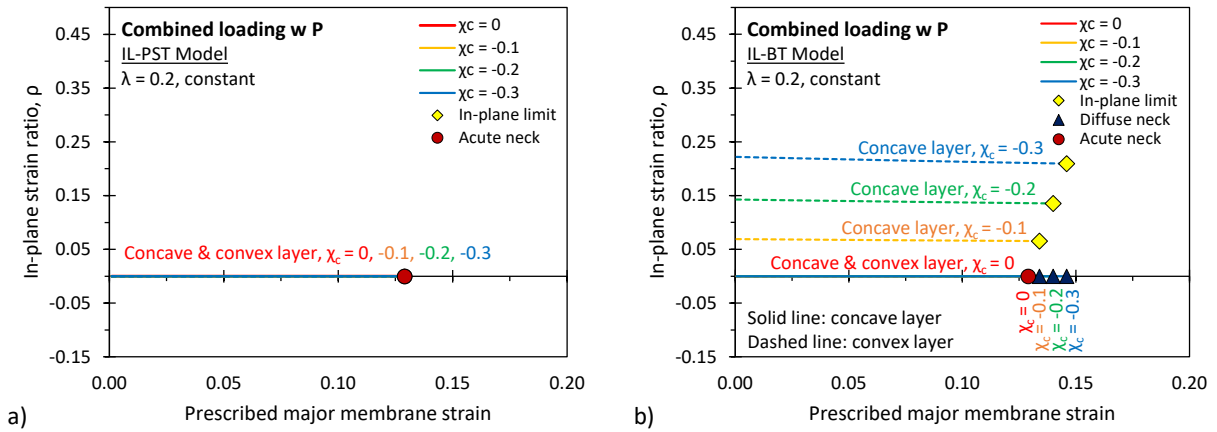 Combined loading w P
IL-PST Model
λ = 0.2, constant
χc = 0
χc = -0.1
χc = -0.2
χc = -0.3
In-plane limit
Acute neck
In-plane strain ratio, ρ
0.45
0.35
0.25
0.15
0.05
-0.05
-0.15
Concave & convex layer, χc = 0, -0.1, -0.2, -0.3
0.00
0.05
0.10
0.15
0.20
Prescribed major membrane strain
a)
Combined loading w P
IL-BT Model
λ = 0.2, constant
χc = 0
χc = -0.1
χc = -0.2
χc = -0.3
In-plane limit
Diffuse neck
Acute neck
In-plane strain ratio, ρ
0.45
0.35
0.25
0.15
0.05
-0.05
-0.15
Concave layer, χc = -0.3
Concave layer, χc = -0.2
Concave layer, χc = -0.1
Concave & convex layer, χc = 0
χc = 0
χc = -0.1
χc = -0.2
χc = -0.3
Solid line: concave layer
Dashed line: convex layer
0.00
0.05
0.10
0.15
0.20
Prescribed major membrane strain
b)